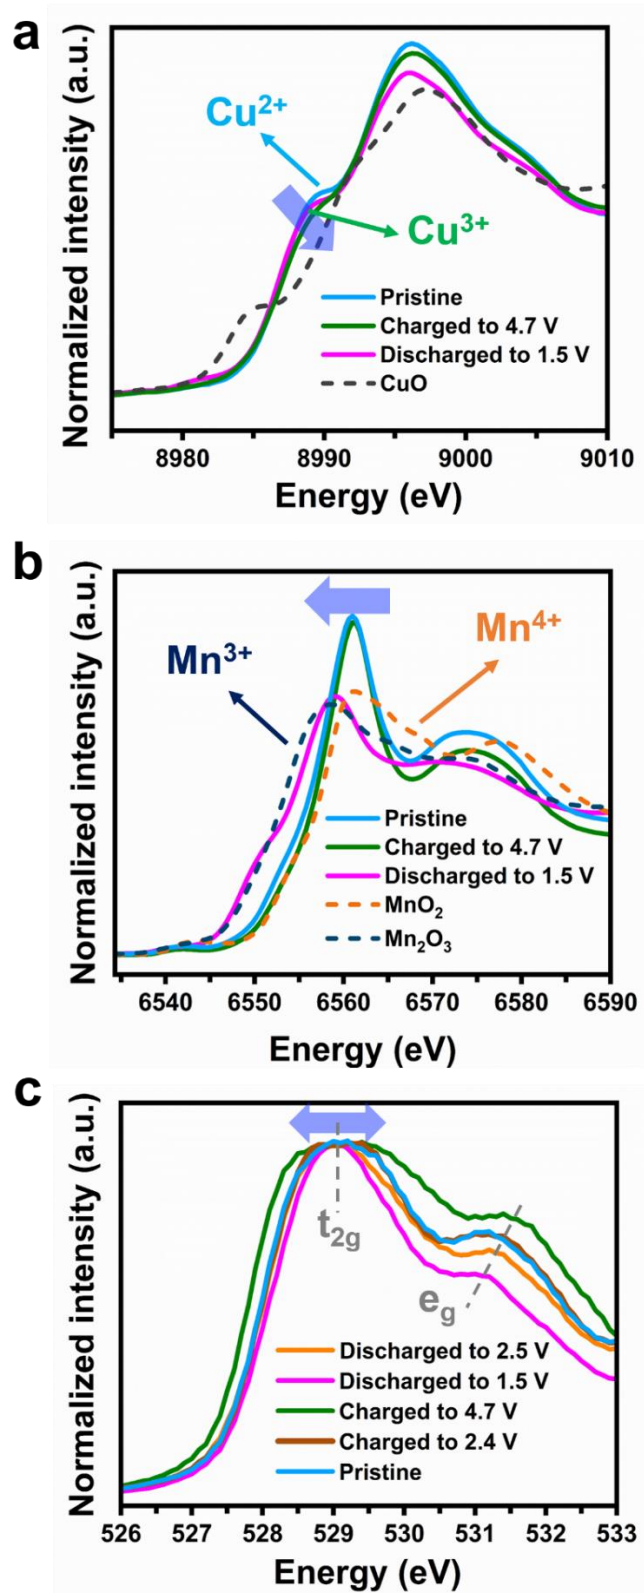 a
Normalized intensity (a.u.)
Cu2+
Cu3+
Pristine
Charged to 4.7 V
Discharged to 1.5 V
CuO
8980 8990 9000 9010
Energy (eV)
b
Normalized intensity (a.u.)
Mn3+
Mn4+
Pristine
Charged to 4.7 V
Discharged to 1.5 V
MnO2
Mn2O3
6540 6550 6560 6570 6580 6590
Energy (eV)
c
Normalized intensity (a.u.)
t2g
eg
Discharged to 2.5 V
Discharged to 1.5 V
Charged to 4.7 V
Charged to 2.4 V
Pristine
526 527 528 529 530 531 532 533
Energy (eV)